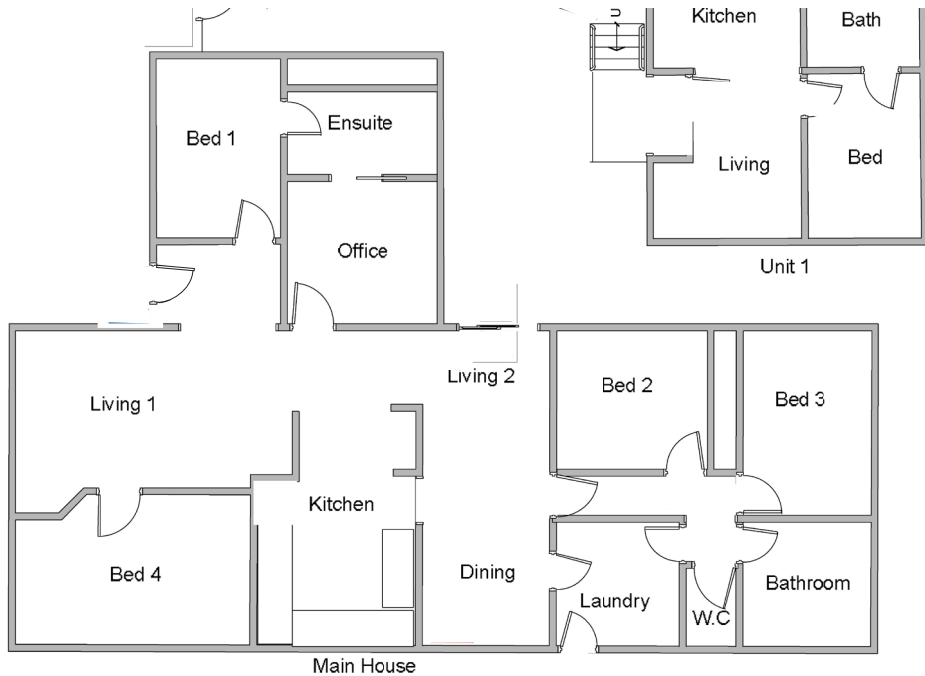 Kitchen
Bath
U
Ensuite
Bed 1
Living
Bed
Office
Unit 1
Living 2
Bed 2
Living 1
Bed 3
Kitchen
Bed 4
Dining
Laundry
Bathroom
W.C
Main House